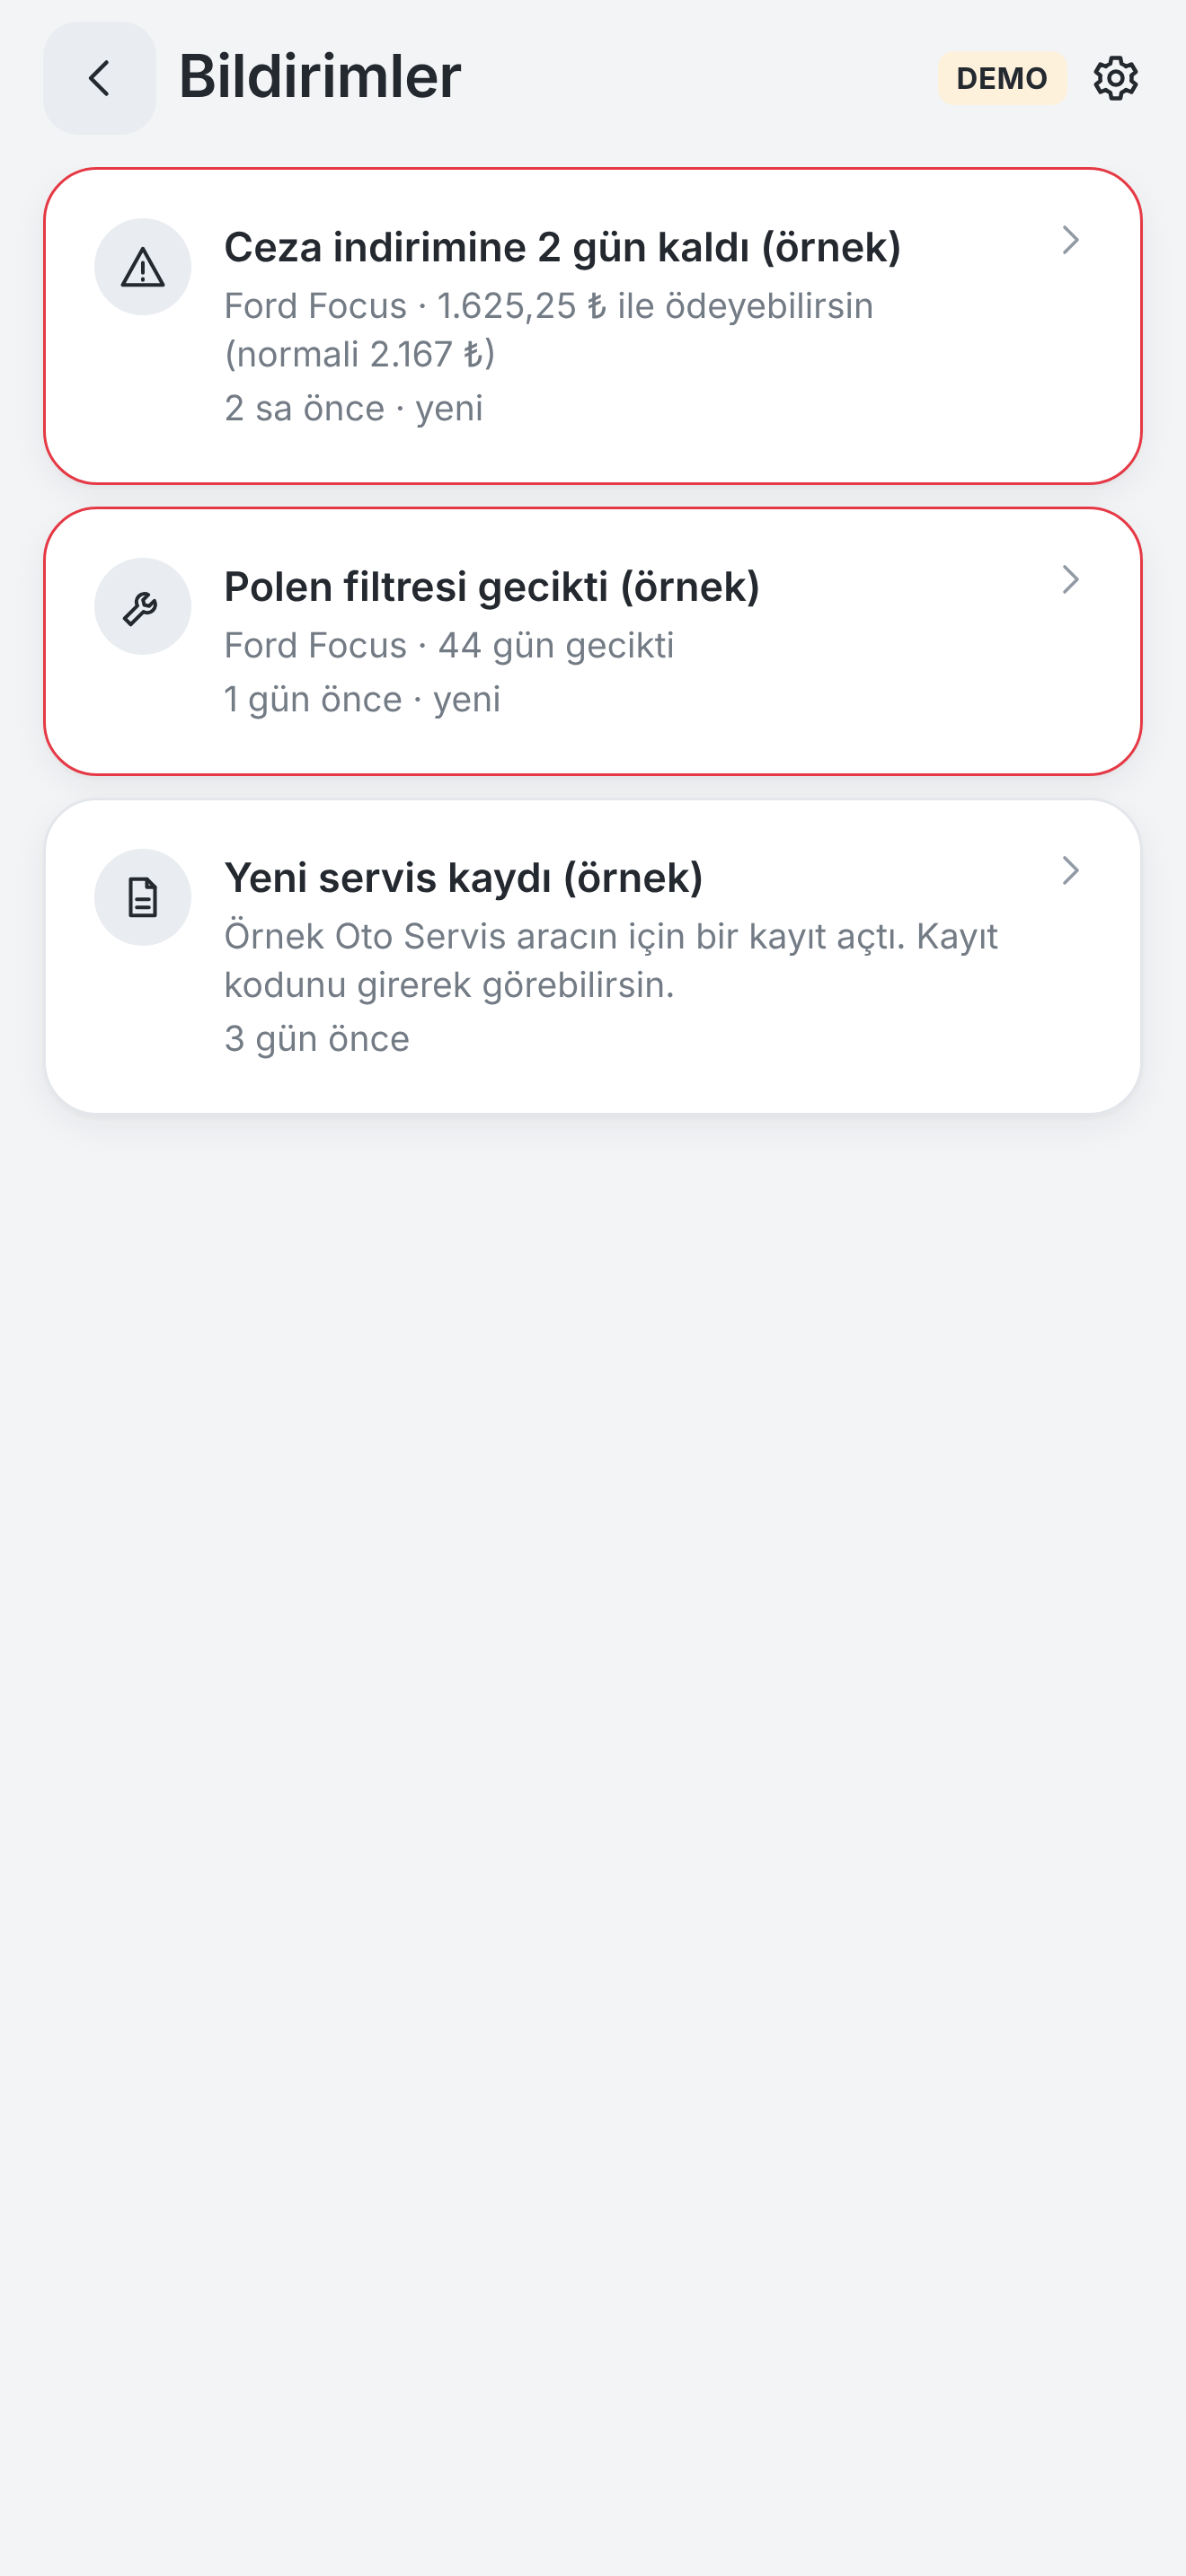 Bildirimler
DEMO
Ceza indirimine 2 gün kaldı (örnek)
Ford Focus · 1.625,25 ₺ ile ödeyebilirsin
(normali 2.167 ₺)
2 sa önce · yeni
Polen filtresi gecikti (örnek)
Ford Focus · 44 gün gecikti
1 gün önce · yeni
Yeni servis kaydı (örnek)
Örnek Oto Servis aracın için bir kayıt açtı. Kayıt
kodunu girerek görebilirsin.
3 gün önce